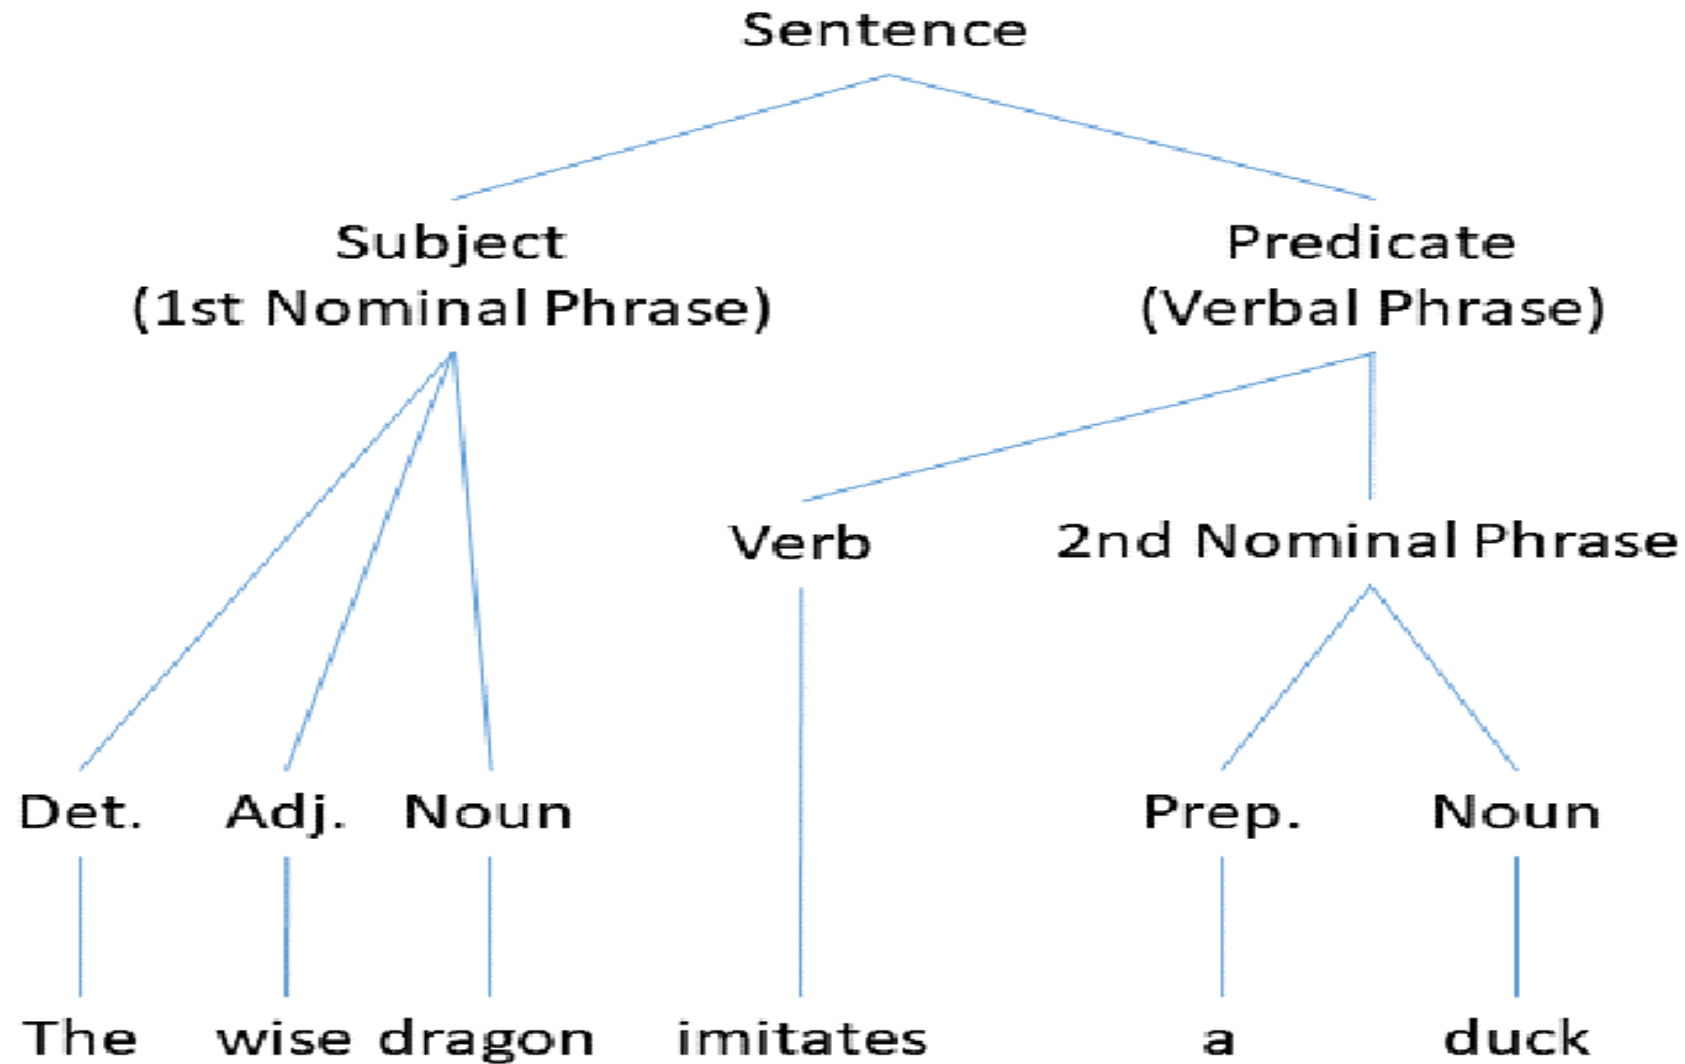 Sentence
Subject Predicate
(1st Nominal Phrase) (Verbal Phrase)
Verb 2nd Nominal Phrase
Det. Adj. Noun Prep. Noun
The wise dragon imitates a duck